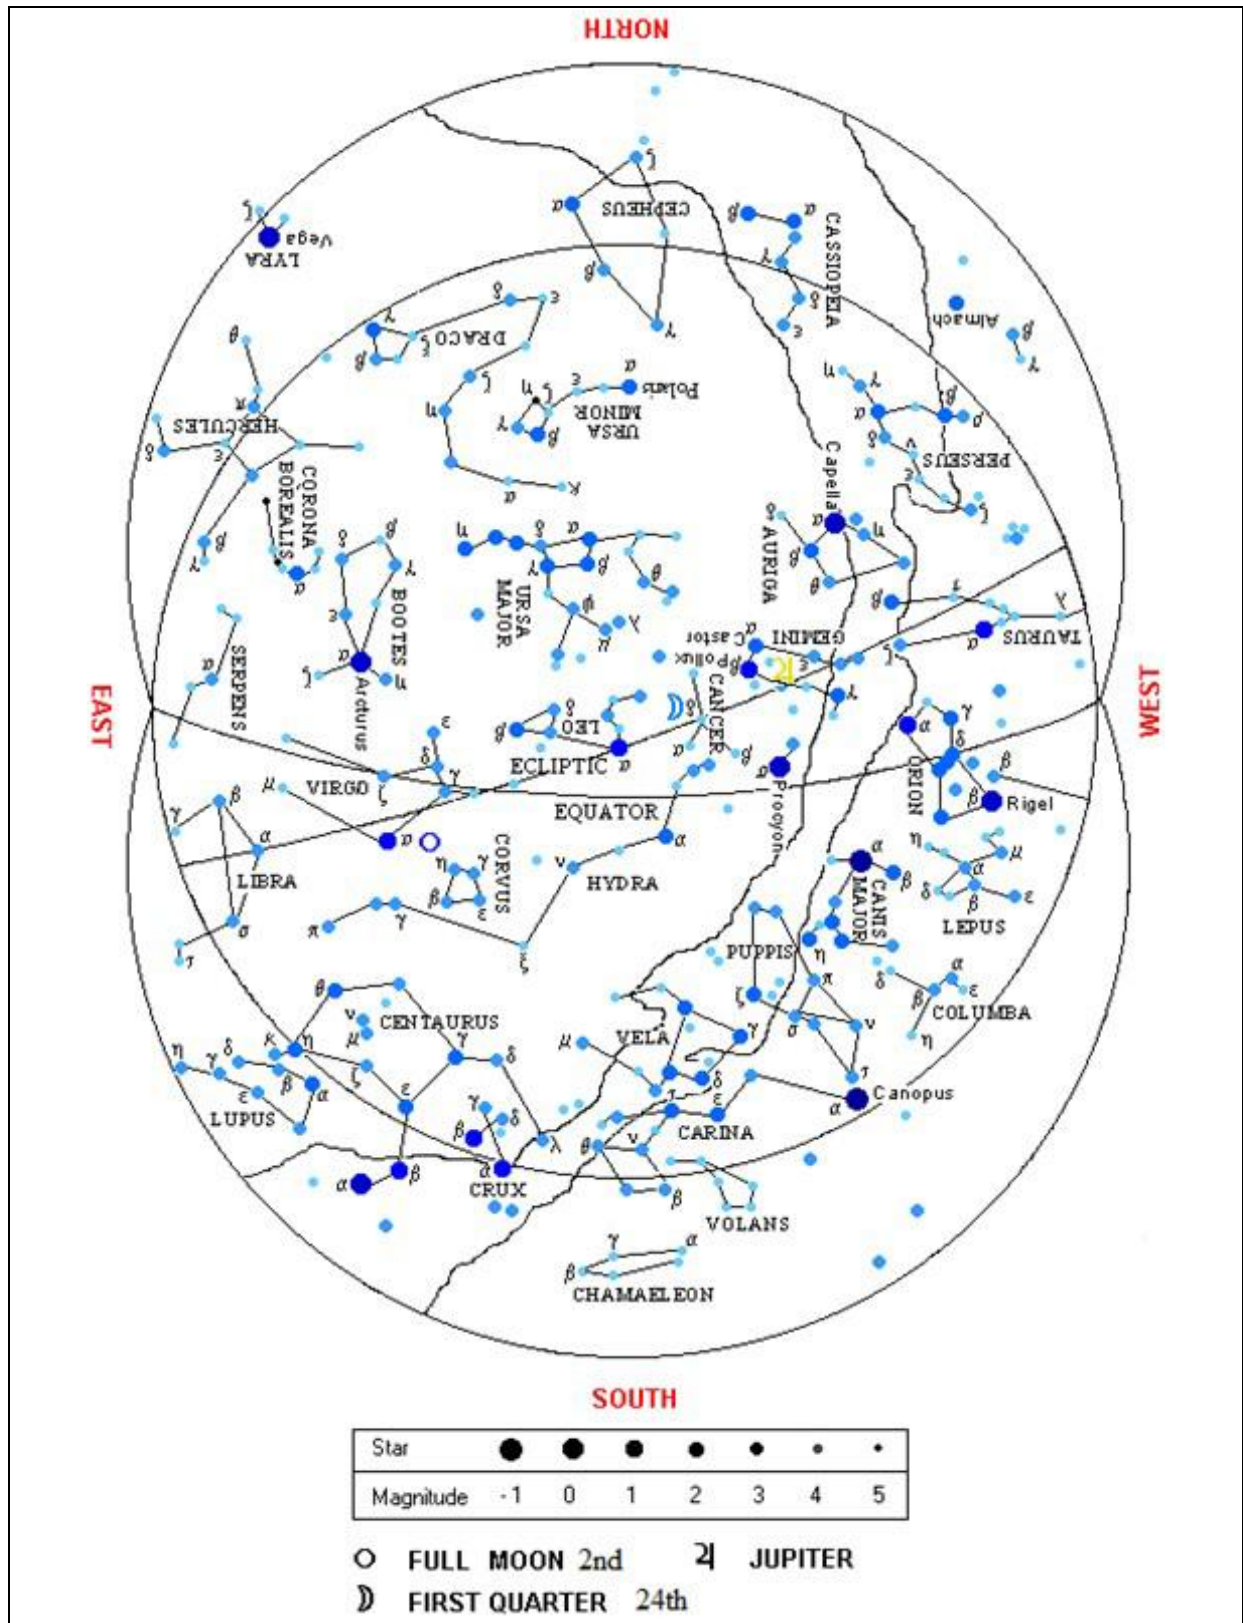 NORTH
ζ
α
CEPHEUS
β
γ
β
α
CASSIOPEIA
γ
δ
ε
ζ
Vega
LYRA
δ
ε
γ
β
ξ
DRACO
ζ
η
α
κ
Almach
β
γ
α
Polaris
ε
ζ
η
γ
β
URSA
MINOR
θ
π
HERCULES
δ
ε
β
γ
η
γ
α
β
ρ
δ
ν
PERSEUS
ε
ζ
CORONA
BOREALIS
α
Capella
δ
α
η
β
θ
AURIGA
δ
β
γ
ε
BOOTES
α
ζ
η
Arcturus
η
δ
α
γ
β
θ
ψ
λ
μ
URSA
MAJOR
β
τ
λ
α
ζ
TAURUS
α
Castor
GEMINI
β
Pollux
ε
γ
SERPENS
α
EAST
WEST
CANCER
δ
α
β
LEO
β
α
ECLIPTIC
EQUATOR
ε
δ
γ
VIRGO
ζ
α
α
γ
δ
ORION
β
β
Rigel
α
Procyon
μ
γ
β
α
LIBRA
σ
τ
CORVUS
η
γ
β
ε
α
ν
HYDRA
π
γ
ξ
α
β
CANIS
MAJOR
η
η
μ
α
δ
β
ε
LEPUS
PUPPIS
ζ
π
σ
ν
τ
δ
α
β
ε
COLUMBA
η
θ
ν
μ
CENTAURUS
κ
η
ζ
γ
δ
ε
λ
α
β
η
γ
δ
β
ε
α
LUPUS
μ
VELA
γ
δ
α
Canopus
τ
ε
ν
θ
CARINA
β
γ
δ
β
α
CRUX
VOLANS
γ
α
β
CHAMAELEON
SOUTH
Star
Magnitude -1 0 1 2 3 4 5
FULL MOON 2nd
JUPITER
FIRST QUARTER 24th